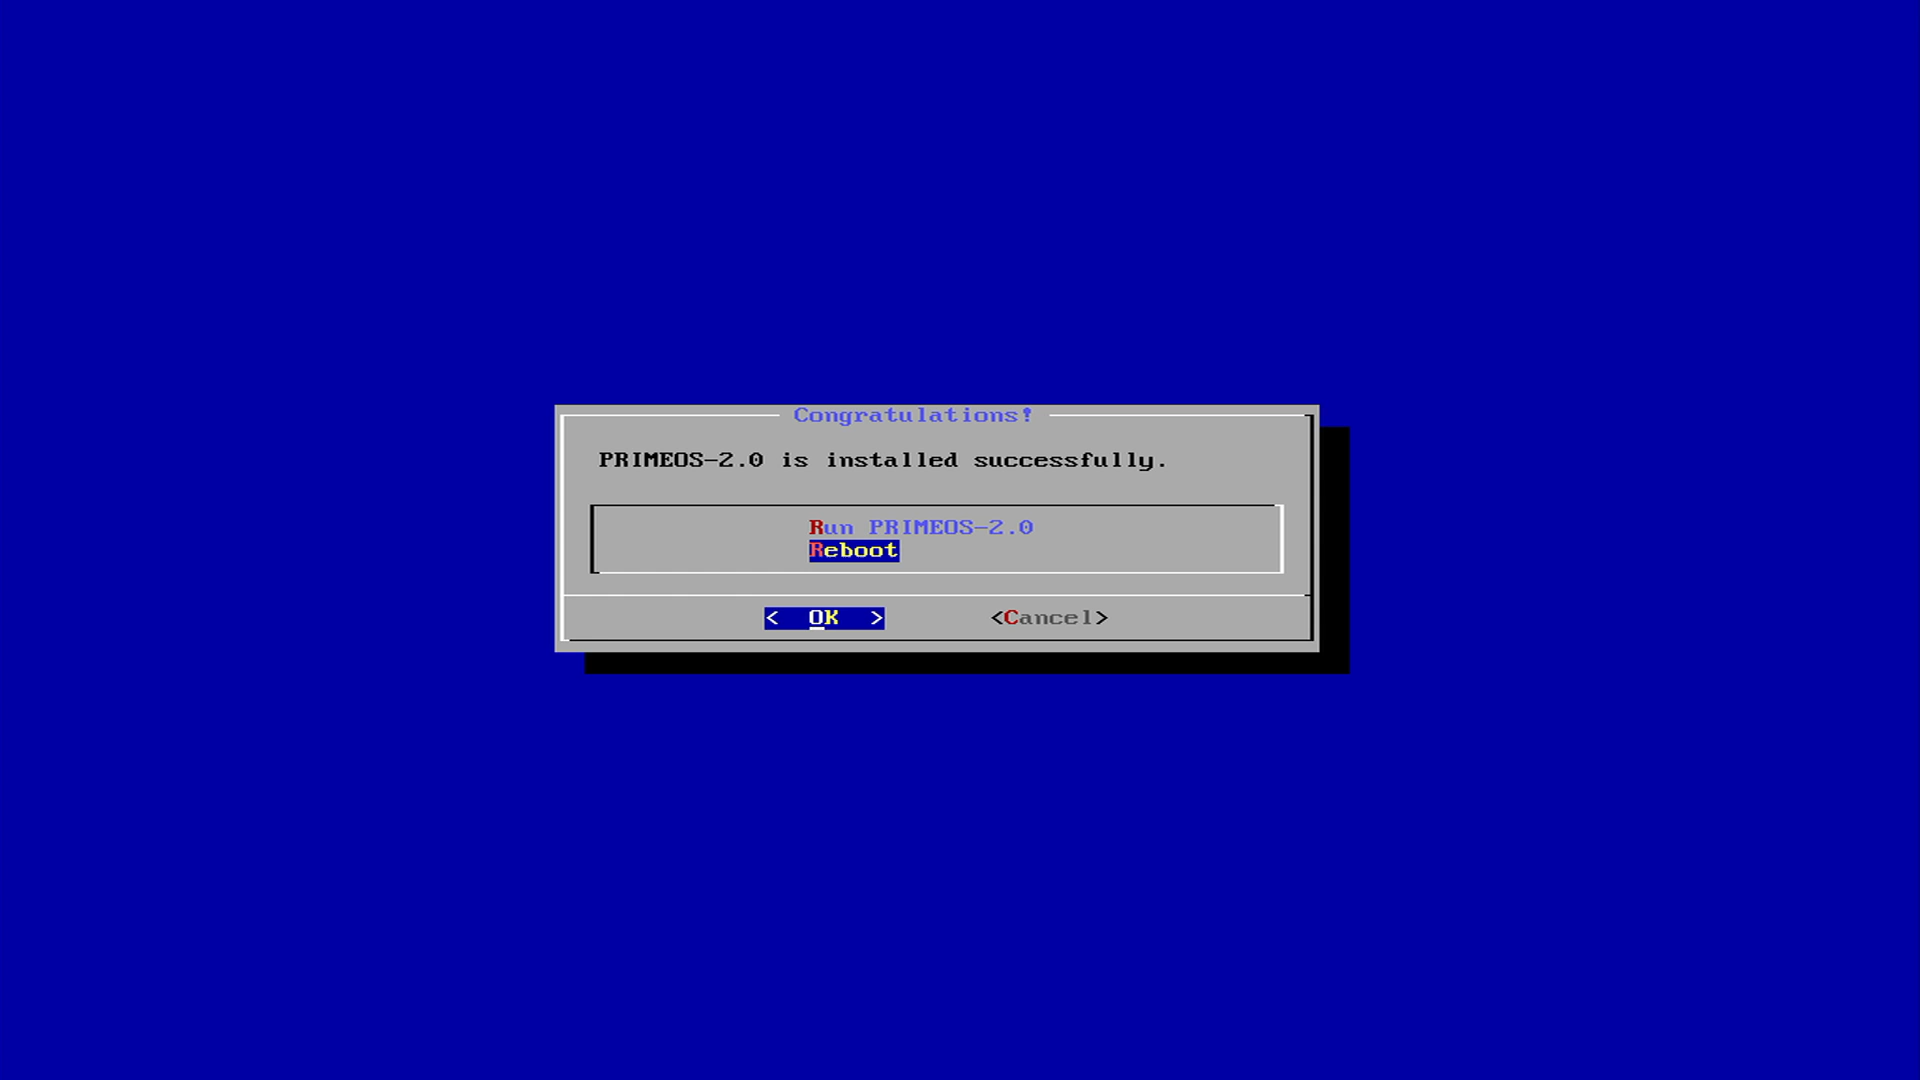 Congratulations!
PRIMEOS-2.0 is installed successfully.
Run PRIMEOS-2.0
Reboot
<  OK  > <Cancel>